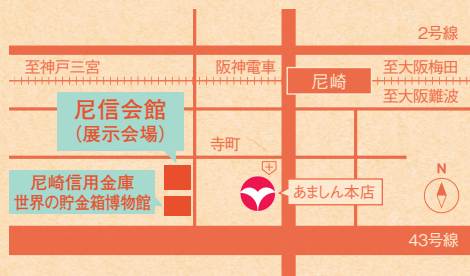 2号線
至神戸三宮
阪神電車
尼崎
至大阪梅田
至大阪難波
尼信会館
（展示会場）
寺町
尼崎信用金庫
世界の貯金箱博物館
あましん本店
N
43号線